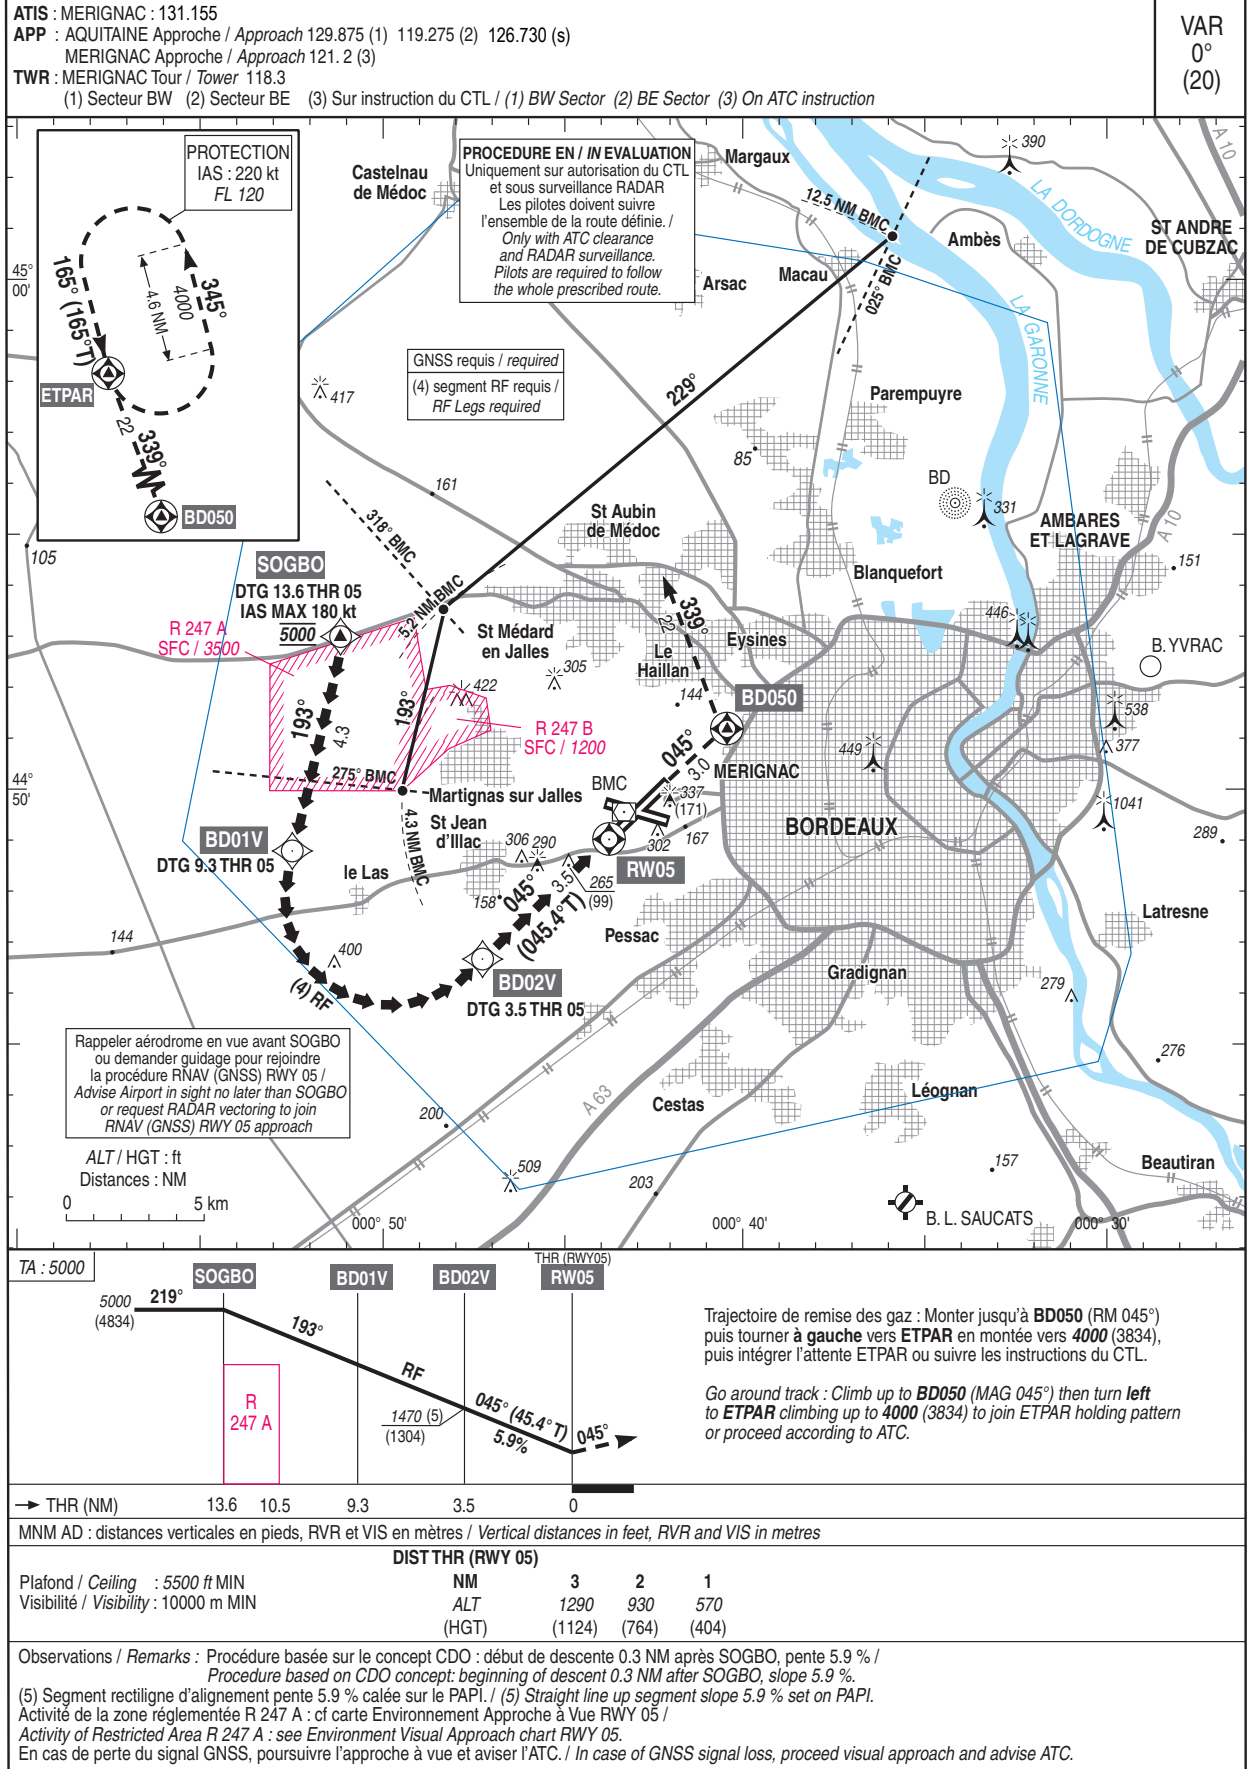 ATIS : MERIGNAC : 131.155
APP : AQUITAINE Approche / Approach 129.875 (1) 119.275 (2) 126.730 (s)
MERIGNAC Approche / Approach 121. 2 (3)
TWR : MERIGNAC Tour / Tower 118.3
(1) Secteur BW (2) Secteur BE (3) Sur instruction du CTL / (1) BW Sector (2) BE Sector (3) On ATC instruction
VAR
0°
(20)
PROTECTION
IAS : 220 kt
FL 120
165° (165°T)
4.6 NM
4000
345°
ETPAR
22
339°
BD050
45°
00'
Castelnau
de Médoc
PROCEDURE EN / IN EVALUATION
Uniquement sur autorisation du CTL
et sous surveillance RADAR
Les pilotes doivent suivre
l'ensemble de la route définie. /
Only with ATC clearance
and RADAR surveillance.
Pilots are required to follow
the whole prescribed route.
Margaux
390
A 10
12.5 NM BMC
LA DORDOGNE
ST ANDRE
DE CUBZAC
Ambès
Macau
Arsac
025° BMC
LA GARONNE
GNSS requis / required
(4) segment RF requis /
RF Legs required
417
229°
Parempuyre
85
161
BD
331
318° BMC
St Aubin
de Médoc
AMBARES
ET LAGRAVE
A 10
151
105
SOGBO
DTG 13.6 THR 05
IAS MAX 180 kt
5000
Blanquefort
5.2 NM BMC
339°
22
446
R 247 A
SFC / 3500
St Médard
en Jalles
Eysines
Le
Haillan
B. YVRAC
305
422
144
BD050
193°
4.3
193°
R 247 B
SFC / 1200
538
377
449
045°
3.0
MERIGNAC
44°
50'
275° BMC
Martignas sur Jalles
BMC
337
(171)
1041
BORDEAUX
289
4.3 NM BMC
St Jean
d'Illac
306
290
302
167
BD01V
DTG 9.3 THR 05
RW05
le Las
265
(99)
158
045°
3.5
(045.4°T)
Latresne
144
Pessac
400
Gradignan
BD02V
DTG 3.5 THR 05
279
(4) RF
Rappeler aérodrome en vue avant SOGBO
ou demander guidage pour rejoindre
la procédure RNAV (GNSS) RWY 05 /
Advise Airport in sight no later than SOGBO
or request RADAR vectoring to join
RNAV (GNSS) RWY 05 approach
276
A 63
Cestas
Léognan
200
ALT / HGT : ft
Distances : NM
0
5 km
509
157
203
Beautiran
B. L. SAUCATS
000° 50'
000° 40'
000° 30'
TA : 5000
THR (RWY05)
SOGBO
BD01V
BD02V
RW05
5000
(4834)
219°
193°
RF
R
247 A
1470 (5)
(1304)
045° (45.4°T)
5.9%
045°
Trajectoire de remise des gaz : Monter jusqu'à BD050 (RM 045°)
puis tourner à gauche vers ETPAR en montée vers 4000 (3834),
puis intégrer l'attente ETPAR ou suivre les instructions du CTL.
Go around track : Climb up to BD050 (MAG 045°) then turn left
to ETPAR climbing up to 4000 (3834) to join ETPAR holding pattern
or proceed according to ATC.
THR (NM) 13.6 10.5 9.3 3.5 0
MNM AD : distances verticales en pieds, RVR et VIS en mètres / Vertical distances in feet, RVR and VIS in metres
DIST THR (RWY 05)
Plafond / Ceiling : 5500 ft MIN
NM 3 2 1
Visibilité / Visibility : 10000 m MIN
ALT 1290 930 570
(HGT) (1124) (764) (404)
Observations / Remarks : Procédure basée sur le concept CDO : début de descente 0.3 NM après SOGBO, pente 5.9 % /
Procedure based on CDO concept: beginning of descent 0.3 NM after SOGBO, slope 5.9 %.
(5) Segment rectiligne d'alignement pente 5.9 % calée sur le PAPI. / (5) Straight line up segment slope 5.9 % set on PAPI.
Activité de la zone réglementée R 247 A : cf carte Environnement Approche à Vue RWY 05 /
Activity of Restricted Area R 247 A : see Environment Visual Approach chart RWY 05.
En cas de perte du signal GNSS, poursuivre l'approche à vue et aviser l'ATC. / In case of GNSS signal loss, proceed visual approach and advise ATC.